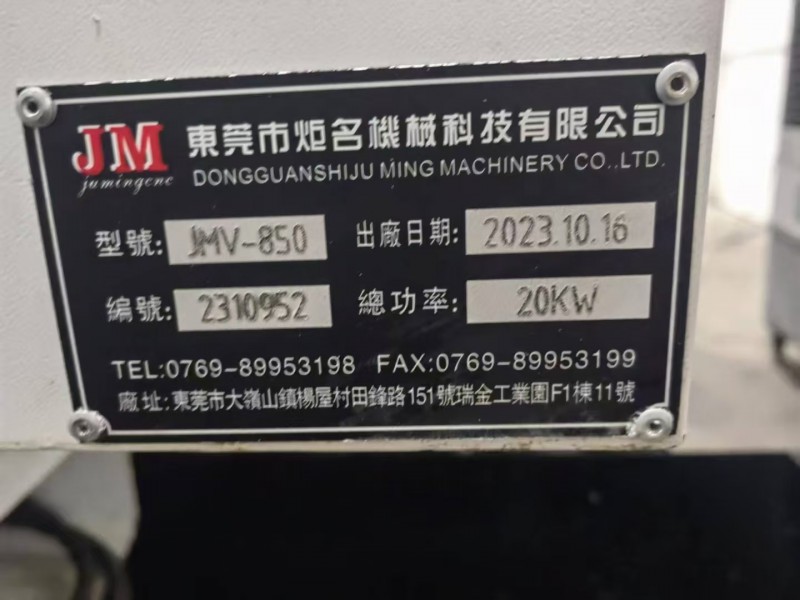 JM
jumingcnc
東莞市炬名機械科技有限公司
DONGGUANSHIJU MING MACHINERY CO.,LTD.
型號: JMV-850 出廠日期: 2023.10.16
編號: 2310952 總功率: 20KW
TEL:0769-89953198 FAX:0769-89953199
廠址:東莞市大嶺山鎮楊屋村田鋒路151號瑞金工業園F1棟11號